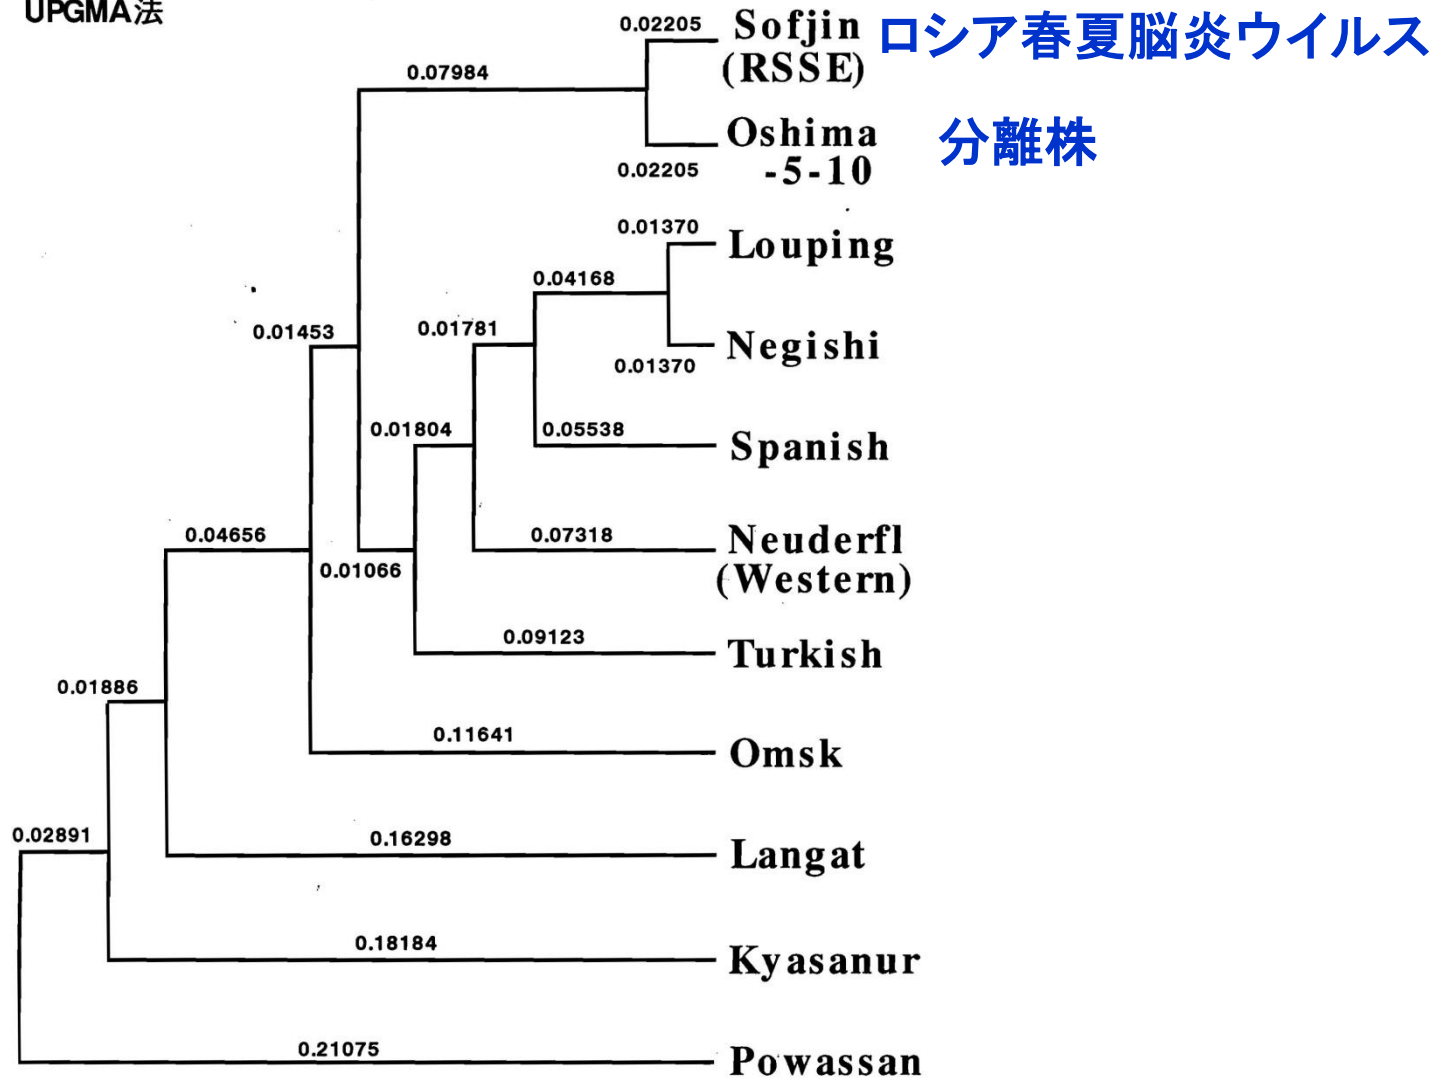 UPGMA法
0.02205
Sofjin ロシア春夏脳炎ウイルス
(RSSE)
0.07984
Oshima 分離株
-5-10
0.02205
0.01370
Louping
0.04168
0.01781
0.01453
Negishi
0.01370
0.01804
0.05538
Spanish
0.04656
0.07318
Neuderfl
(Western)
0.01066
0.09123
Turkish
0.01886
0.11641
Omsk
0.02891
0.16298
Langat
0.18184
Kyasanur
0.21075
Powassan